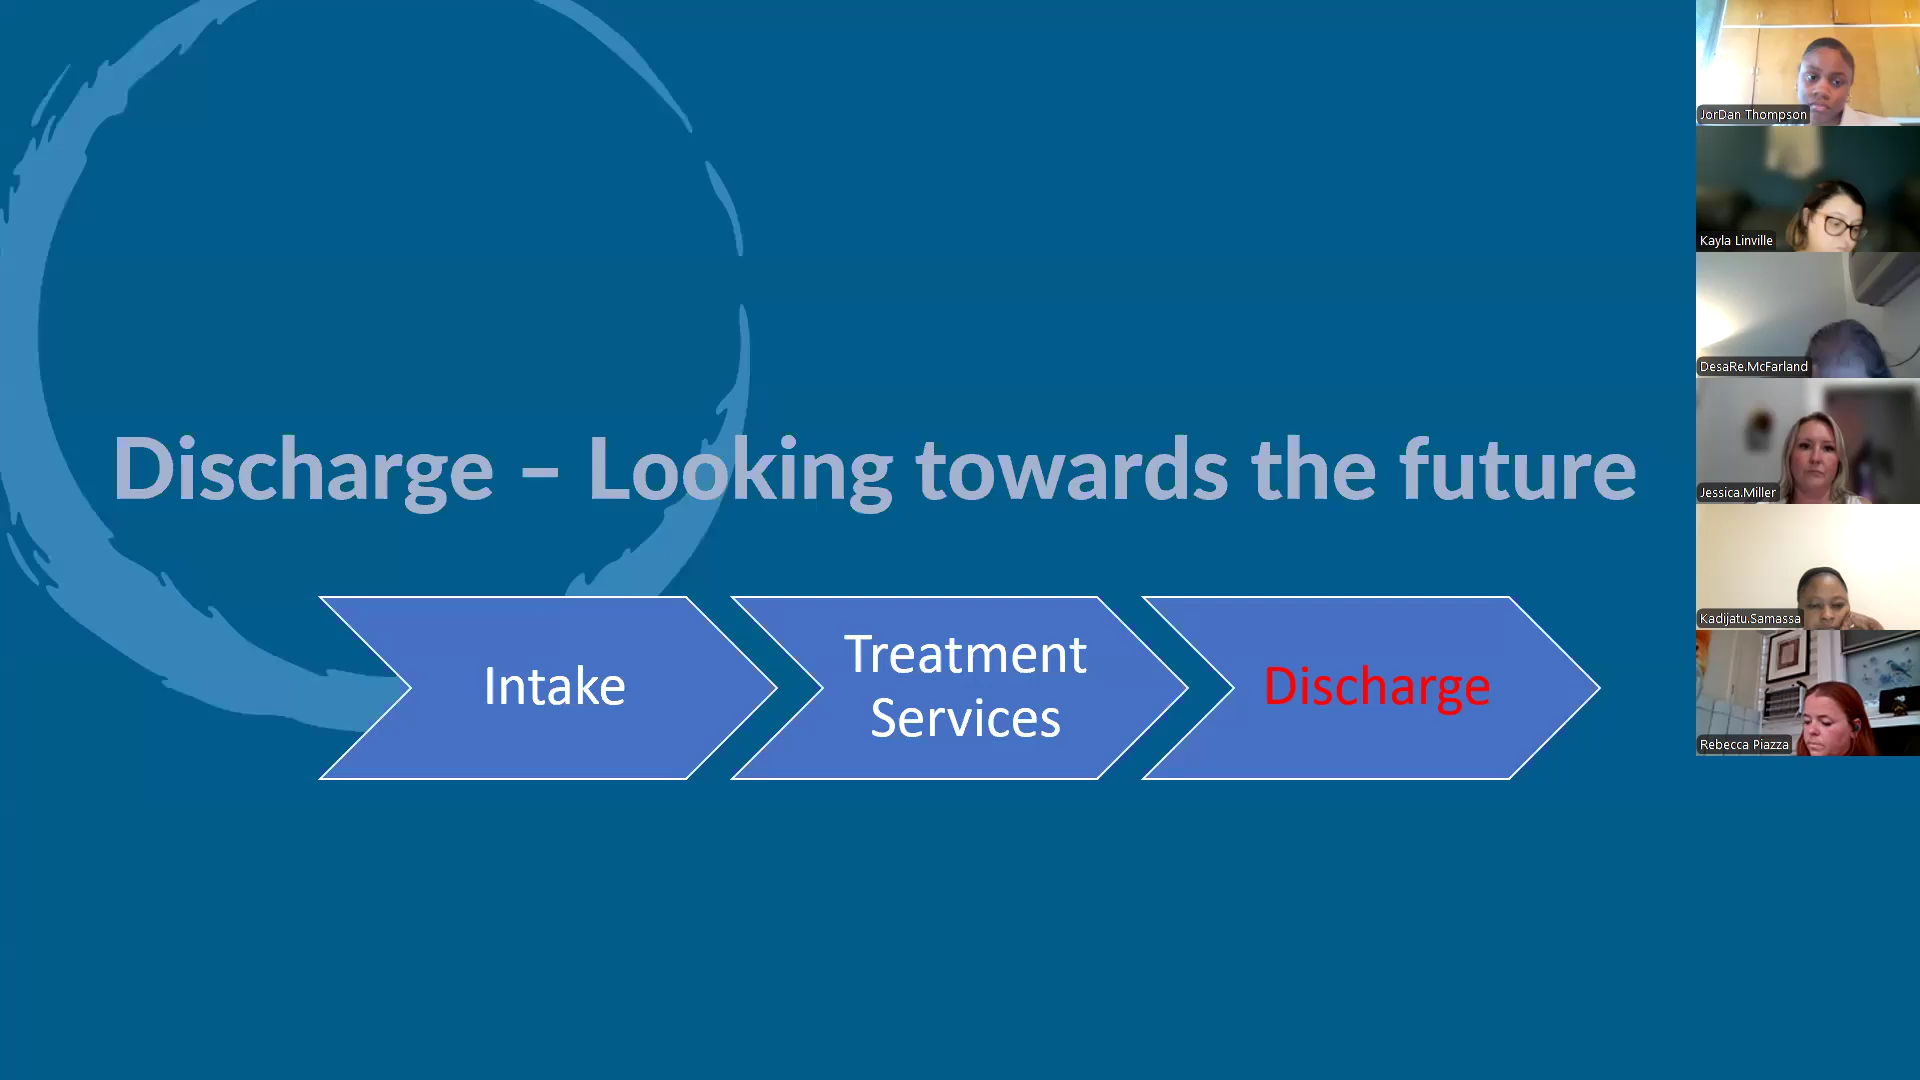 Discharge – Looking towards the future
Intake
Treatment
Services
Discharge
JorDan Thompson
Kayla Linville
DesaRe.McFarland
Jessica.Miller
Kadijatu.Samassa
Rebecca Piazza